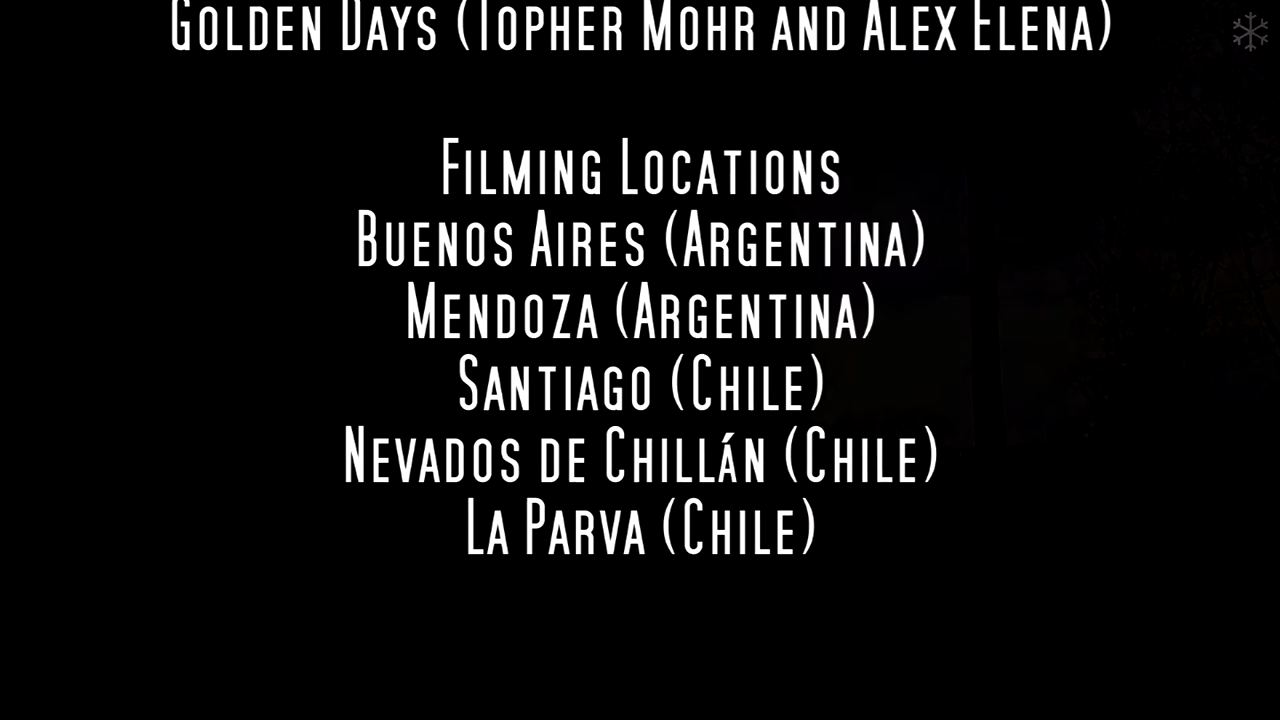 Golden Days (Topher Mohr and Alex Elena)
Filming Locations
Buenos Aires (Argentina)
Mendoza (Argentina)
Santiago (Chile)
Nevados de Chillán (Chile)
La Parva (Chile)